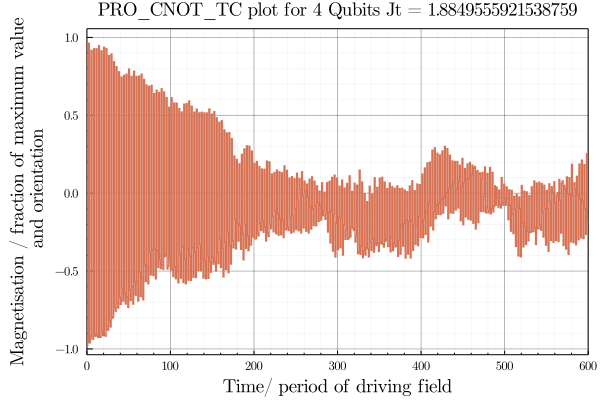 PRO_CNOT_TC plot for 4 Qubits Jt = 1.8849555921538759
Magnetisation / fraction of maximum value
and orientation
1.0
0.5
0.0
−0.5
−1.0
0 100 200 300 400 500 600
Time/ period of driving field